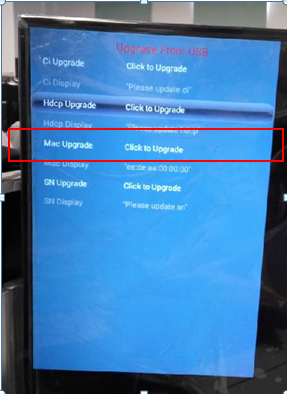 Upgrade From USB
Ci Upgrade Click to Upgrade
Ci Display "Please update ci"
Hdcp Upgrade Click to Upgrade
Hdcp Display "Please update hdcp"
Mac Upgrade Click to Upgrade
Mac Display "ee:de:aa:00:00:00"
SN Upgrade Click to Upgrade
SN Display "Please update sn"